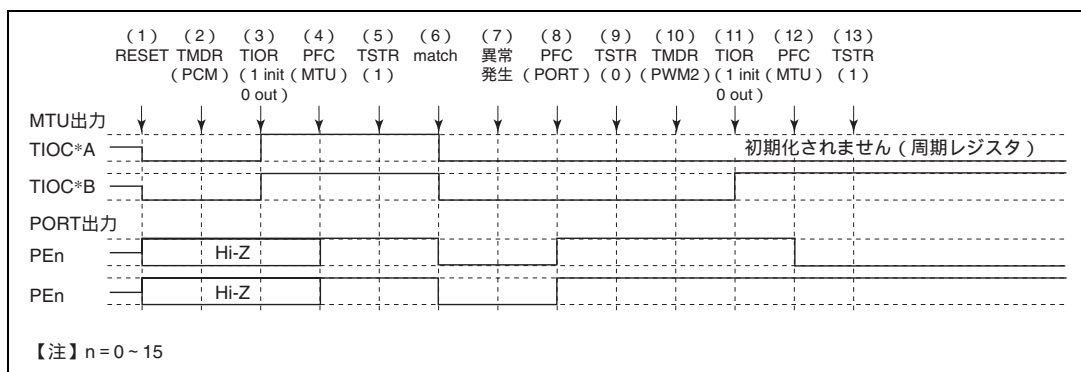 （1） （2） （3） （4） （5） （6） （7） （8） （9） （10） （11） （12） （13）
RESET TMDR TIOR PFC TSTR match 異常 PFC TSTR TMDR TIOR PFC TSTR
（PCM） （1 init （MTU） （1） 発生 （PORT） （0） （PWM2） （1 init （MTU） （1）
0 out） 0 out）
MTU出力
TIOC*A 初期化されません（周期レジスタ）
TIOC*B
PORT出力
PEn Hi-Z
PEn Hi-Z
【注】n = 0 ~ 15